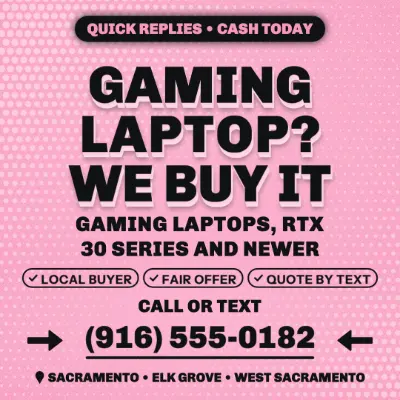 QUICK REPLIES • CASH TODAY
GAMING
LAPTOP?
WE BUY IT
GAMING LAPTOPS, RTX
30 SERIES AND NEWER
✓ LOCAL BUYER ✓ FAIR OFFER ✓ QUOTE BY TEXT
CALL OR TEXT
(916) 555-0182
SACRAMENTO • ELK GROVE • WEST SACRAMENTO